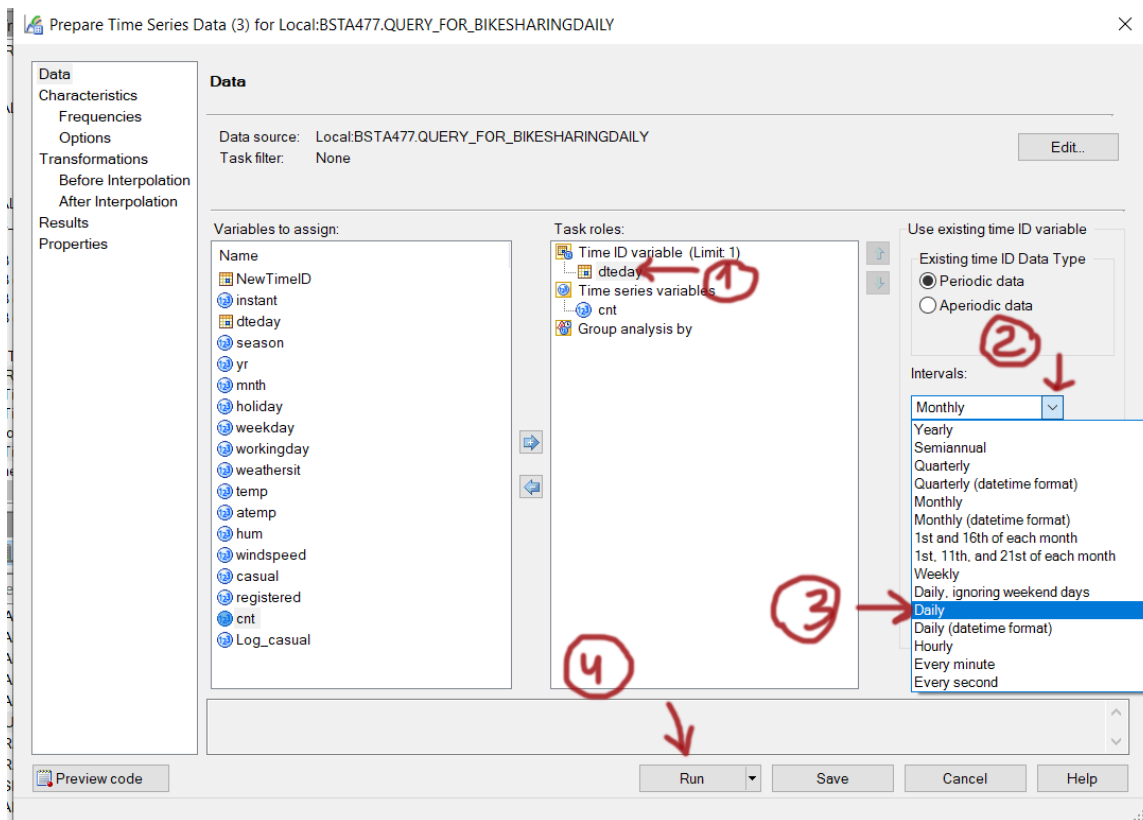 Prepare Time Series Data (3) for Local:BSTA477.QUERY_FOR_BIKESHARINGDAILY
Data
Characteristics
Frequencies
Options
Transformations
Before Interpolation
After Interpolation
Results
Properties
Data
Data source: Local:BSTA477.QUERY_FOR_BIKESHARINGDAILY
Task filter: None
Edit...
Variables to assign:
Name
NewTimeID
instant
dteday
season
yr
mnth
holiday
weekday
workingday
weathersit
temp
atemp
hum
windspeed
casual
registered
cnt
Log_casual
Task roles:
Time ID variable (Limit: 1)
dteday
1
Time series variables
cnt
Group analysis by
Use existing time ID variable
Existing time ID Data Type
Periodic data
Aperiodic data
2
Intervals:
Monthly
Yearly
Semiannual
Quarterly
Quarterly (datetime format)
Monthly
Monthly (datetime format)
1st and 16th of each month
1st, 11th, and 21st of each month
Weekly
Daily, ignoring weekend days
3
Daily
Daily (datetime format)
Hourly
Every minute
Every second
4
Preview code
Run
Save
Cancel
Help